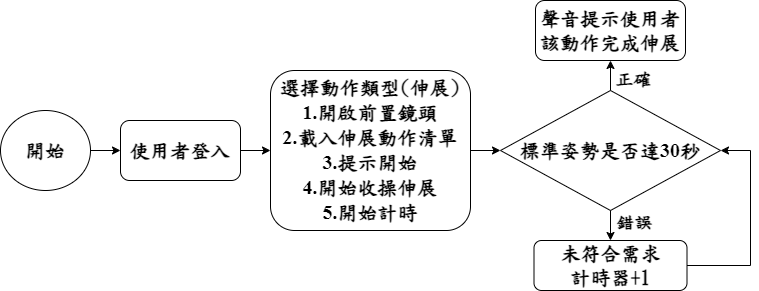 開始
使用者登入
選擇動作類型(伸展)
1.開啟前置鏡頭
2.載入伸展動作清單
3.提示開始
4.開始收操伸展
5.開始計時
標準姿勢是否達30秒
正確
聲音提示使用者
該動作完成伸展
錯誤
未符合需求
計時器+1